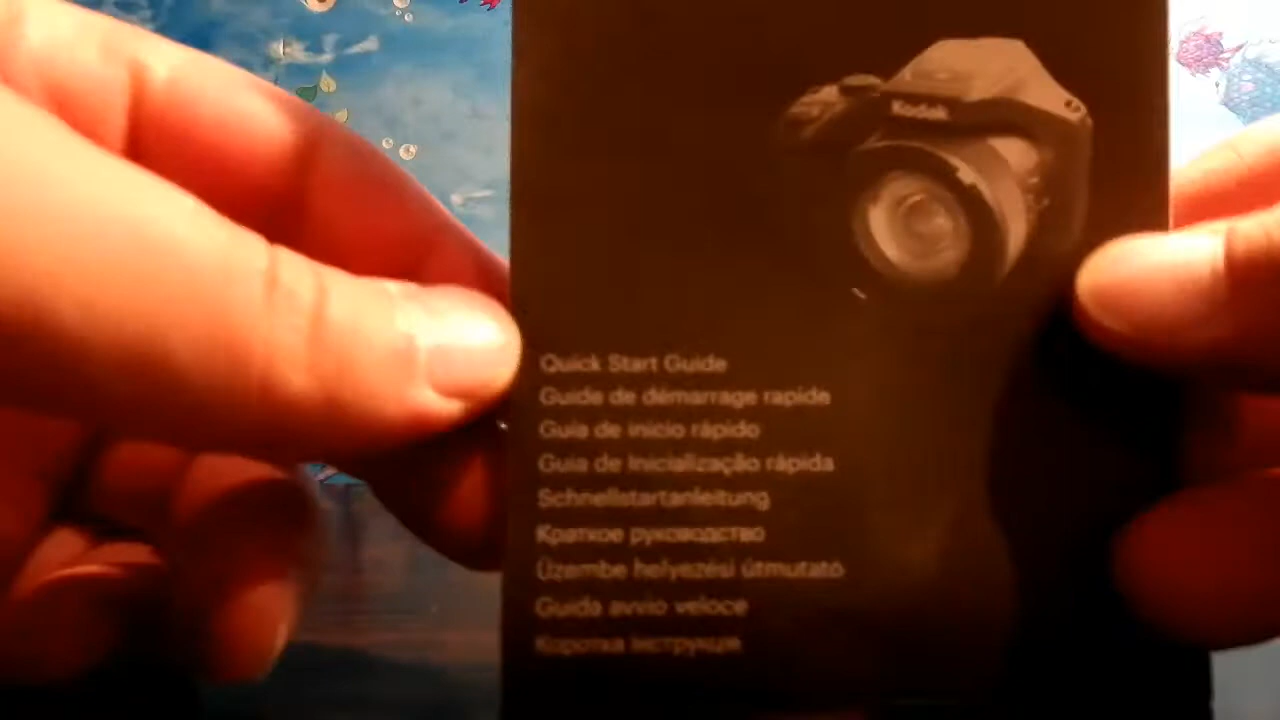 Kodak
Quick Start Guide
Guide de démarrage rapide
Guia de inicio rápido
Guia de Inicialização rápida
Schnellstartanleitung
Краткое руководство
Üzembe helyezési útmutató
Guida avvio veloce
Коротка інструкція